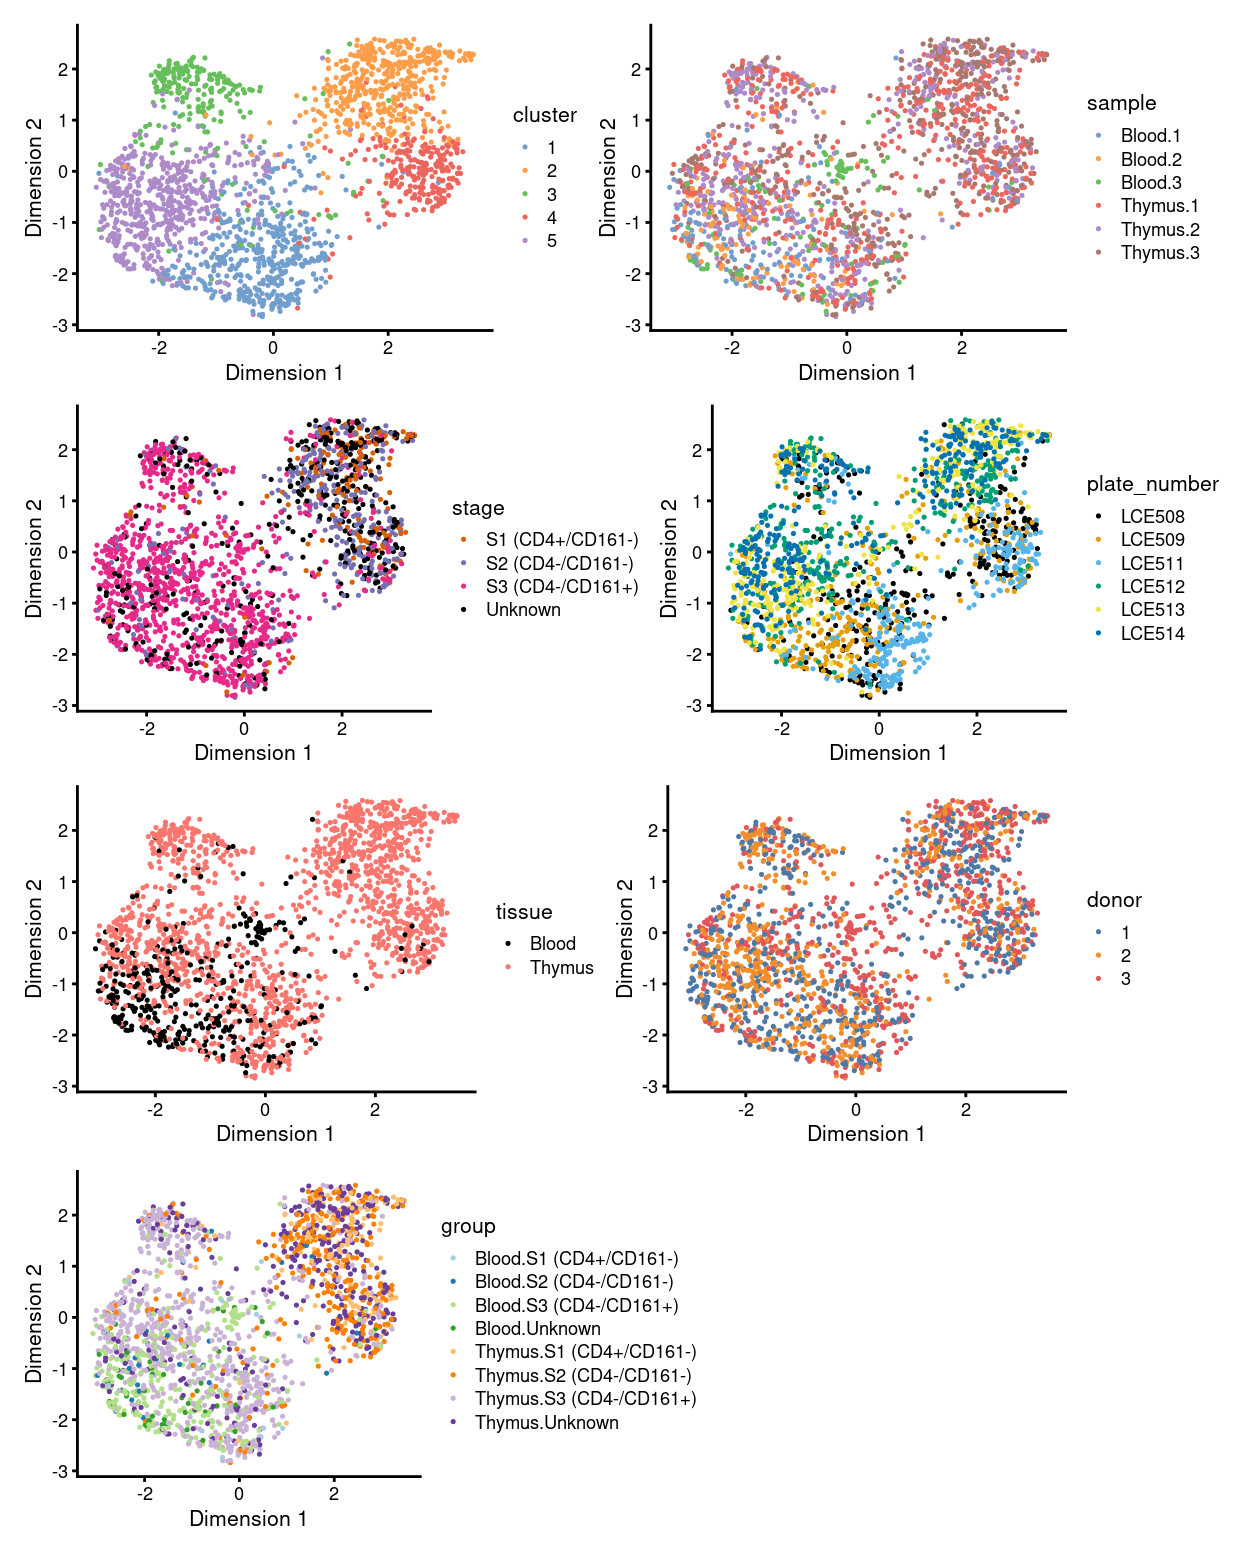 2
1
0
-1
-2
-3
Dimension 2
-2
0
2
Dimension 1
cluster
1
2
3
4
5
2
1
0
-1
-2
-3
Dimension 2
-2
0
2
Dimension 1
sample
Blood.1
Blood.2
Blood.3
Thymus.1
Thymus.2
Thymus.3
2
1
0
-1
-2
-3
Dimension 2
-2
0
2
Dimension 1
stage
S1 (CD4+/CD161-)
S2 (CD4-/CD161-)
S3 (CD4-/CD161+)
Unknown
2
1
0
-1
-2
-3
Dimension 2
-2
0
2
Dimension 1
plate_number
LCE508
LCE509
LCE511
LCE512
LCE513
LCE514
2
1
0
-1
-2
-3
Dimension 2
-2
0
2
Dimension 1
tissue
Blood
Thymus
2
1
0
-1
-2
-3
Dimension 2
-2
0
2
Dimension 1
donor
1
2
3
2
1
0
-1
-2
-3
Dimension 2
-2
0
2
Dimension 1
group
Blood.S1 (CD4+/CD161-)
Blood.S2 (CD4-/CD161-)
Blood.S3 (CD4-/CD161+)
Blood.Unknown
Thymus.S1 (CD4+/CD161-)
Thymus.S2 (CD4-/CD161-)
Thymus.S3 (CD4-/CD161+)
Thymus.Unknown